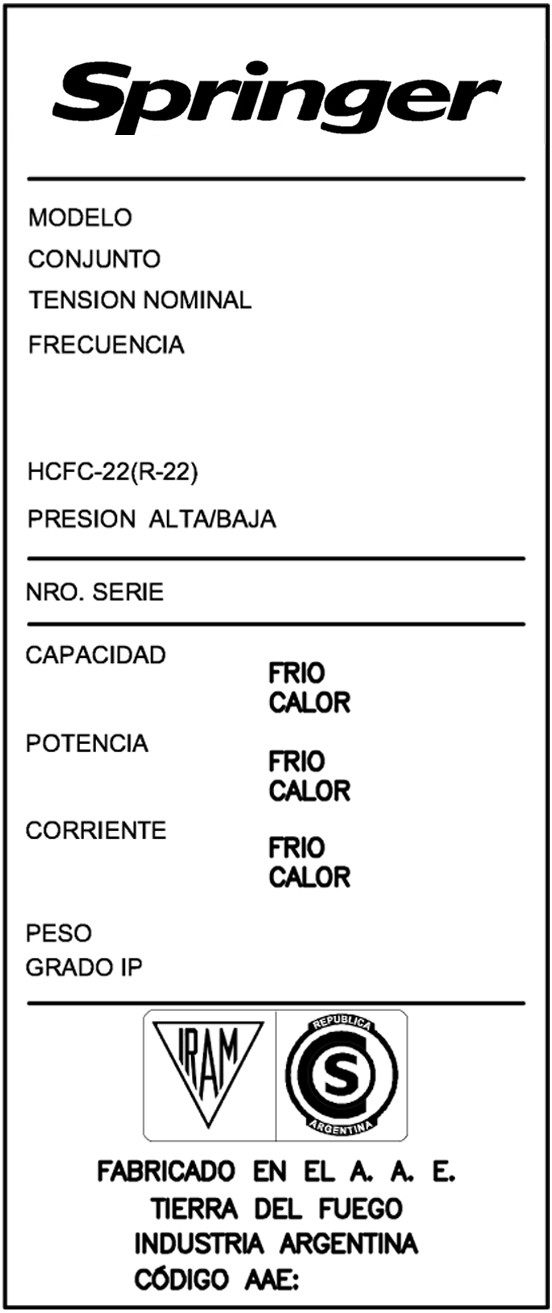 Springer
MODELO
CONJUNTO
TENSION NOMINAL
FRECUENCIA
HCFC-22(R-22)
PRESION ALTA/BAJA
NRO. SERIE
CAPACIDAD
FRIO
CALOR
POTENCIA
FRIO
CALOR
CORRIENTE
FRIO
CALOR
PESO
GRADO IP
IRAM
REPUBLICA
S
ARGENTINA
FABRICADO EN EL A. A. E.
TIERRA DEL FUEGO
INDUSTRIA ARGENTINA
CÓDIGO AAE: